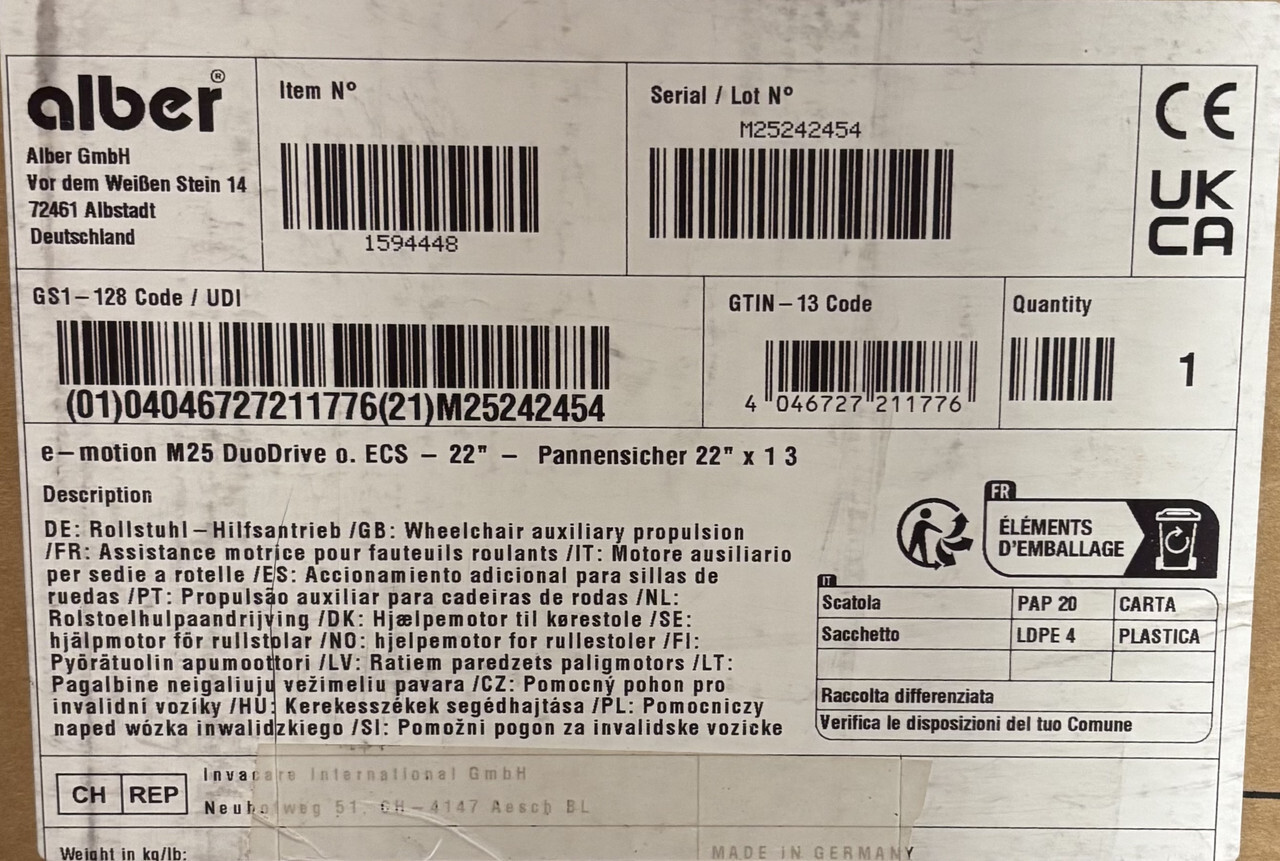 alber®
Alber GmbH
Vor dem Weißen Stein 14
72461 Albstadt
Deutschland
Item Nº
1594448
Serial / Lot Nº
M25242454
CE
UK
CA
GS1-128 Code / UDI
(01)04046727211776(21)M25242454
GTIN-13 Code
4 046727 211776
Quantity
1
e-motion M25 DuoDrive o. ECS - 22" - Pannensicher 22" x 1 3
Description
DE: Rollstuhl-Hilfsantrieb /GB: Wheelchair auxiliary propulsion
/FR: Assistance motrice pour fauteuils roulants /IT: Motore ausiliario
per sedie a rotelle /ES: Accionamiento adicional para sillas de
ruedas /PT: Propulsão auxiliar para cadeiras de rodas /NL:
Rolstoelhulpaandrijving /DK: Hjælpemotor til kørestole /SE:
hjälpmotor för rullstolar /NO: hjelpemotor for rullestoler /FI:
Pyörätuolin apumoottori /LV: Ratiem paredzets paligmotors /LT:
Pagalbine neigaliuju vežimeliu pavara /CZ: Pomocný pohon pro
invalidní vozíky /HU: Kerekesszékek segédhajtása /PL: Pomocniczy
naped wózka inwalidzkiego /SI: Pomožni pogon za invalidske vozicke
FR
ÉLÉMENTS
D'EMBALLAGE
IT
Scatola PAP 20 CARTA
Sacchetto LDPE 4 PLASTICA
Raccolta differenziata
Verifica le disposizioni del tuo Comune
CH REP
Invacare International GmbH
Neuhofweg 51, CH-4147 Aesch BL
Weight in kg/lb:
MADE IN GERMANY